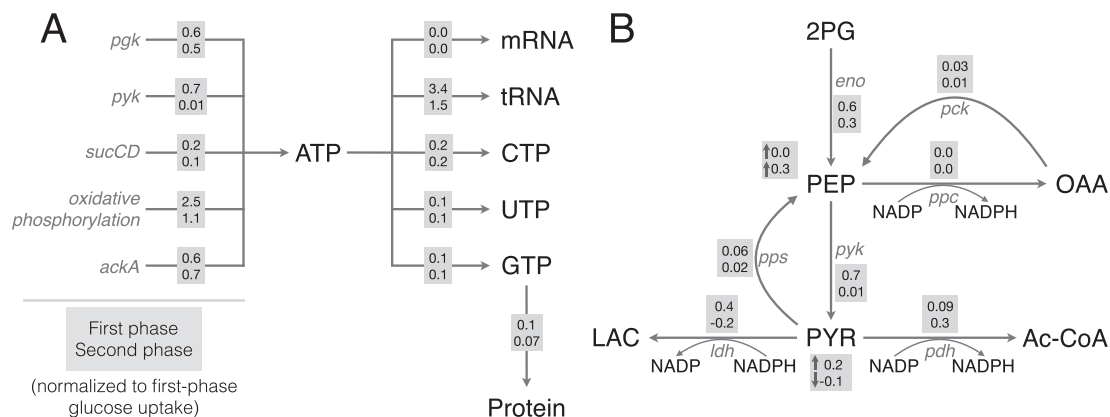 A
pgk
0.6
0.5
pyk
0.7
0.01
sucCD
0.2
0.1
oxidative
phosphorylation
2.5
1.1
ackA
0.6
0.7
ATP
0.0
0.0
mRNA
3.4
1.5
tRNA
0.2
0.2
CTP
0.1
0.1
UTP
0.1
0.1
GTP
0.1
0.07
Protein
First phase
Second phase
(normalized to first-phase
glucose uptake)
B
2PG
eno
0.6
0.3
0.03
0.01
pck
↑0.0
↑0.3
PEP
0.0
0.0
ppc
NADP
NADPH
OAA
0.06
0.02
pps
pyk
0.7
0.01
LAC
0.4
-0.2
ldh
NADP
NADPH
PYR
↑0.2
↓-0.1
0.09
0.3
pdh
NADP
NADPH
Ac-CoA